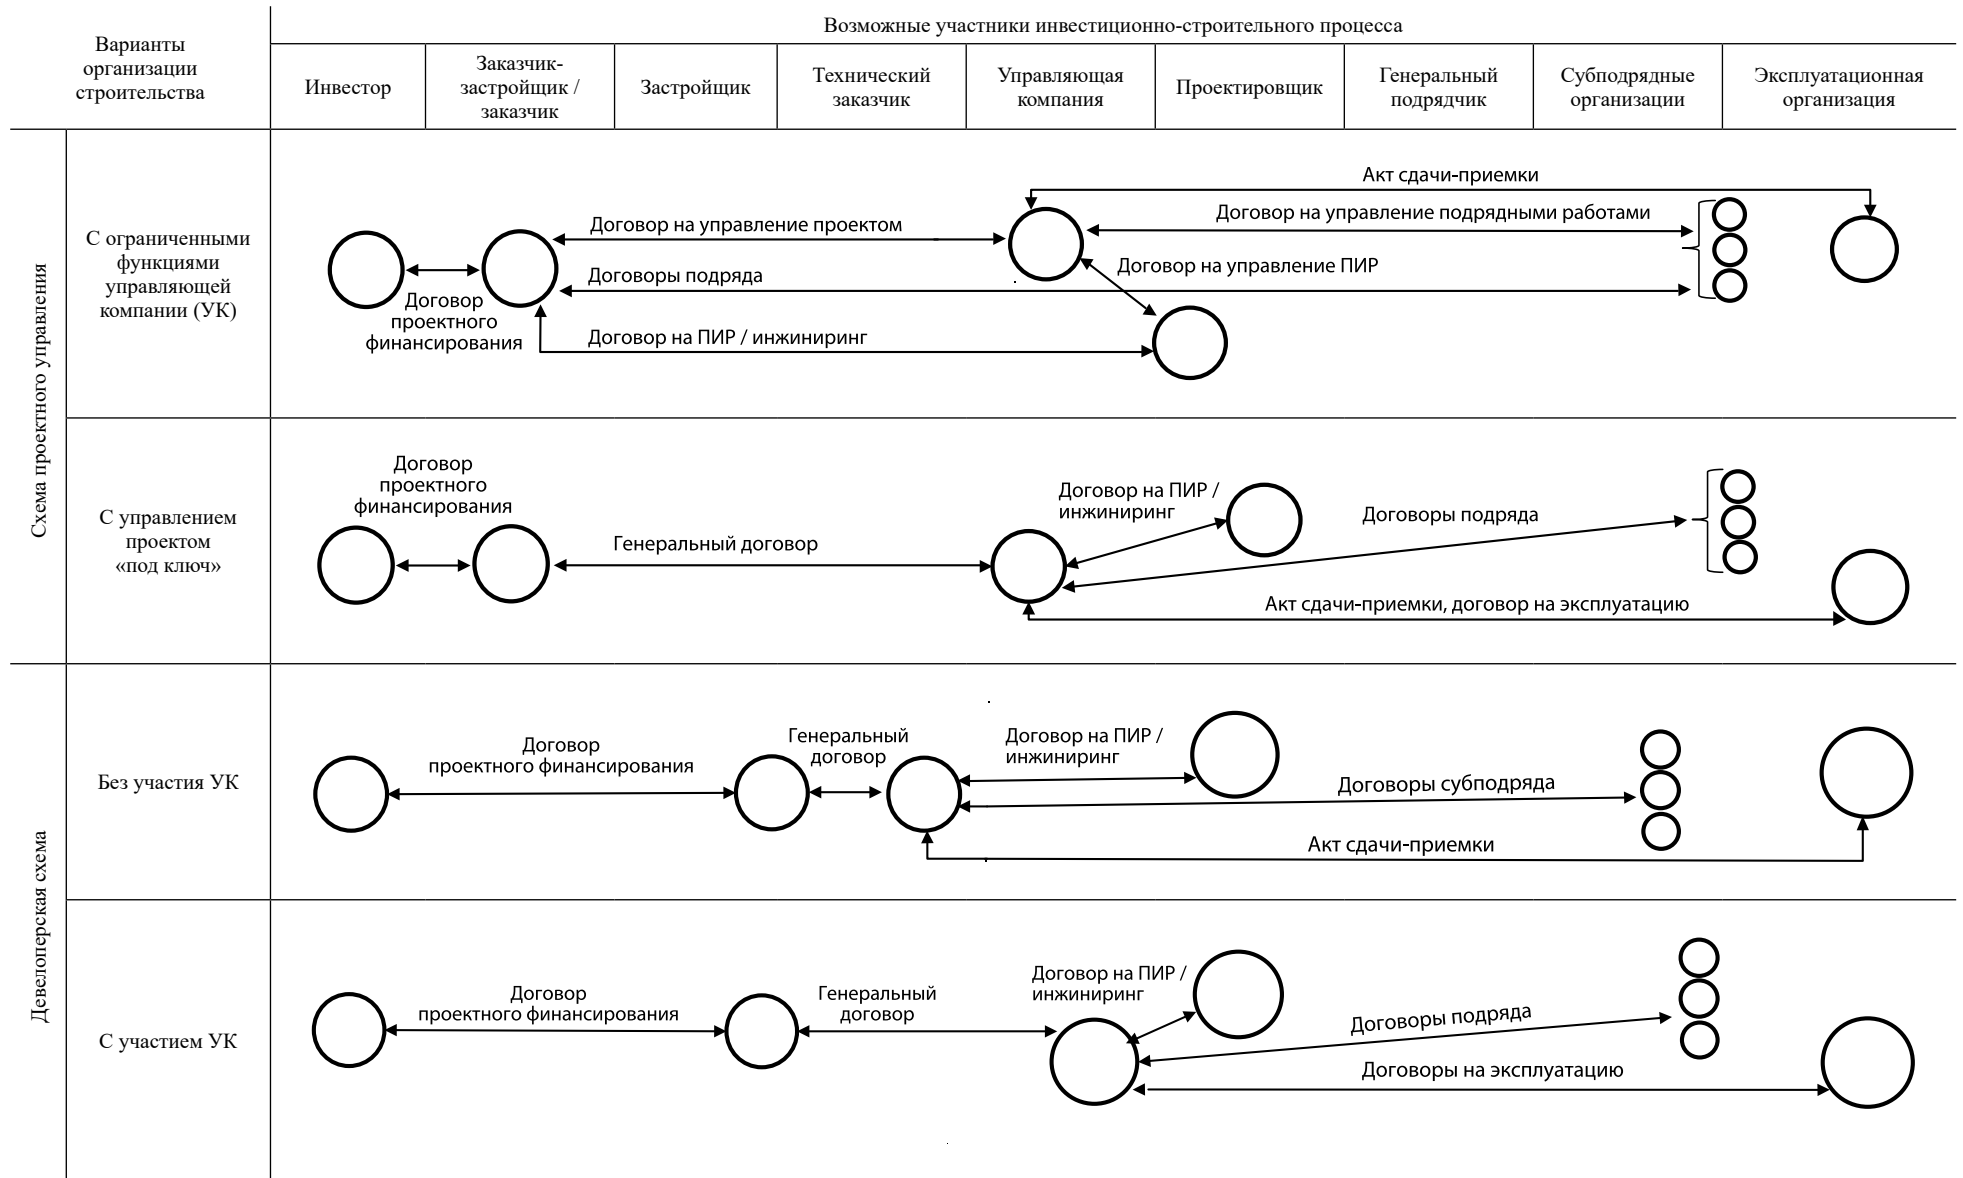 Варианты
организации
строительства
Возможные участники инвестиционно-строительного процесса
Инвестор
Заказчик-
застройщик /
заказчик
Застройщик
Технический
заказчик
Управляющая
компания
Проектировщик
Генеральный
подрядчик
Субподрядные
организации
Эксплуатационная
организация
Схема проектного управления
С ограниченными
функциями
управляющей
компании (УК)
Акт сдачи-приемки
Договор на управление проектом
Договор на управление подрядными работами
Договоры подряда
Договор на управление ПИР
Договор
проектного
финансирования
Договор на ПИР / инжиниринг
С управлением
проектом
«под ключ»
Договор
проектного
финансирования
Генеральный договор
Договор на ПИР /
инжиниринг
Договоры подряда
Акт сдачи-приемки, договор на эксплуатацию
Девелоперская схема
Без участия УК
Договор
проектного финансирования
Генеральный
договор
Договор на ПИР /
инжиниринг
Договоры субподряда
Акт сдачи-приемки
С участием УК
Договор
проектного финансирования
Генеральный
договор
Договор на ПИР /
инжиниринг
Договоры подряда
Договоры на эксплуатацию